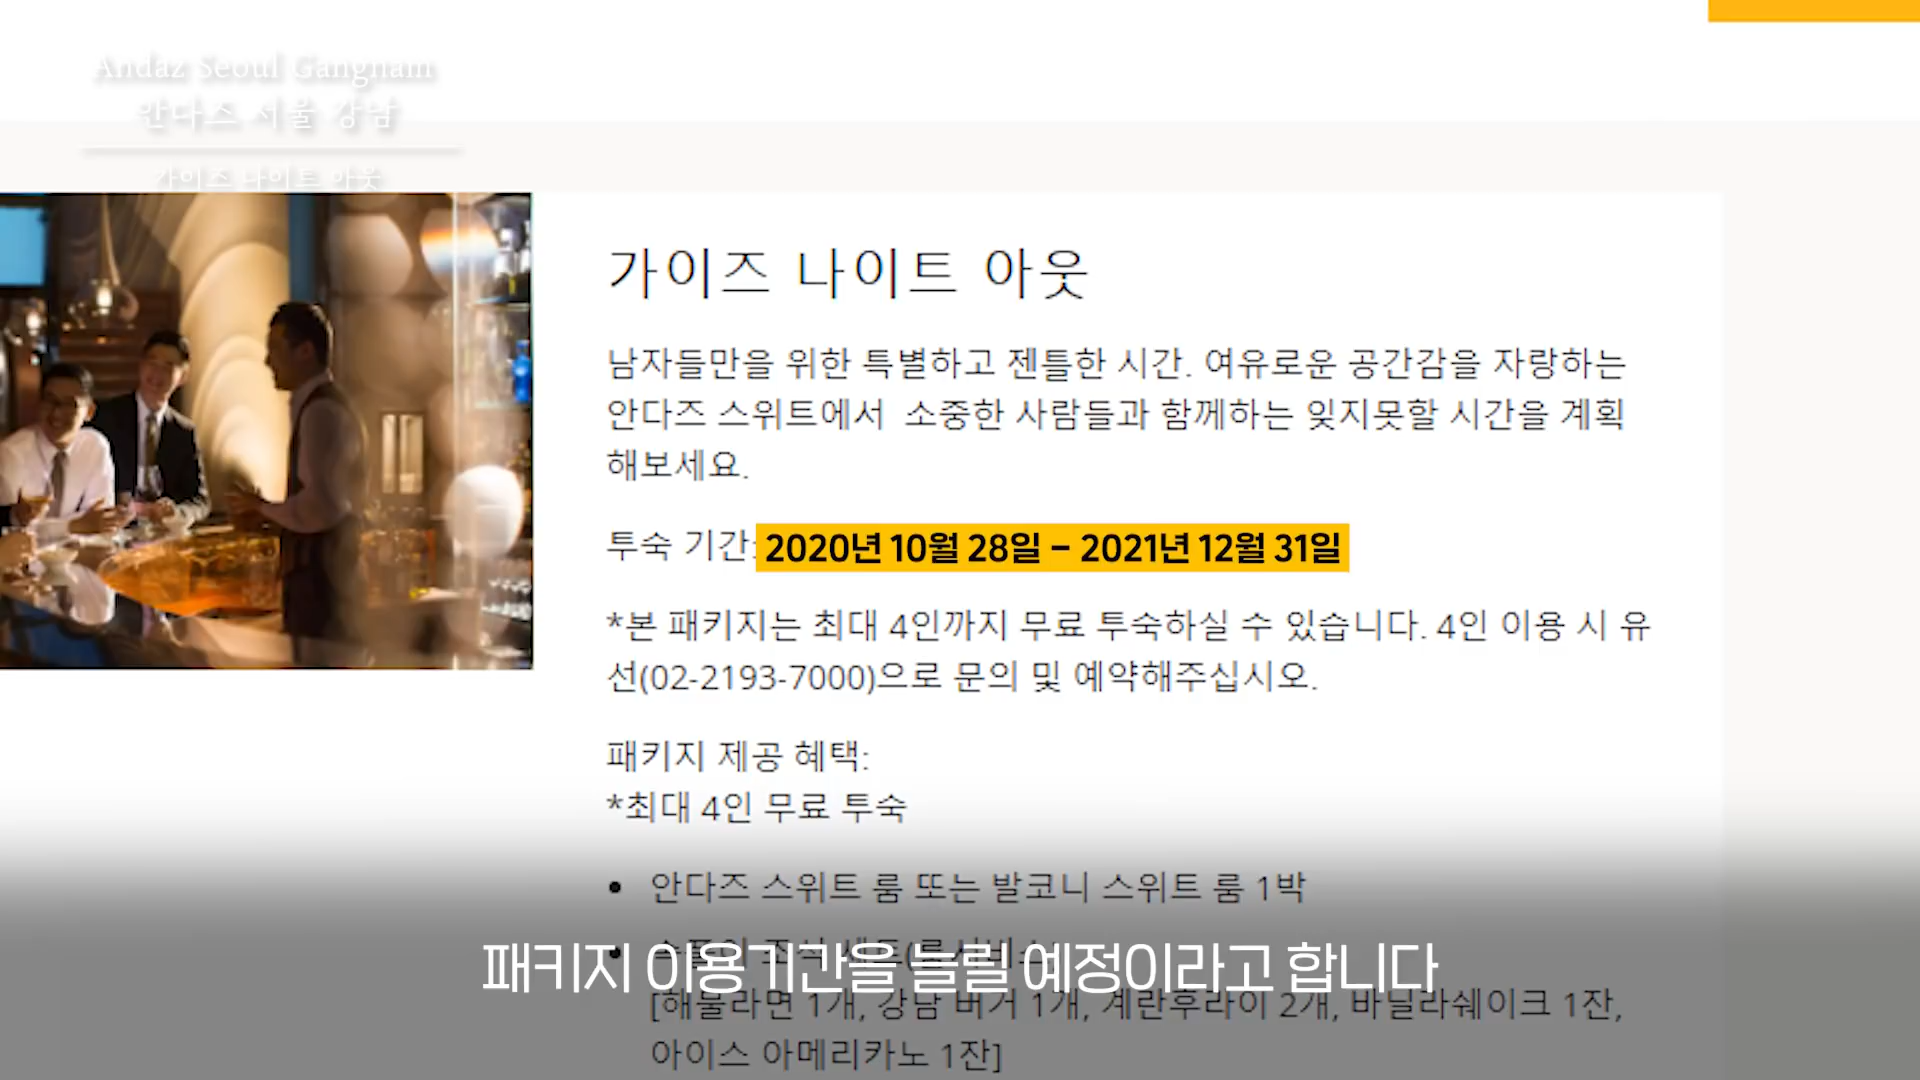 Andaz Seoul Gangnam
안다즈 서울 강남
가이즈 나이트 아웃
가이즈 나이트 아웃
남자들만을 위한 특별하고 젠틀한 시간. 여유로운 공간감을 자랑하는
안다즈 스위트에서 소중한 사람들과 함께하는 잊지못할 시간을 계획
해보세요.
투숙 기간: 2020년 10월 28일 – 2021년 12월 31일
*본 패키지는 최대 4인까지 무료 투숙하실 수 있습니다. 4인 이용 시 유
선(02-2193-7000)으로 문의 및 예약해주십시오.
패키지 제공 혜택:
*최대 4인 무료 투숙
• 안다즈 스위트 룸 또는 발코니 스위트 룸 1박
패키지 이용기간을 늘릴 예정이라고 합니다
[해물라면 1개, 강남 버거 1개, 계란후라이 2개, 바닐라쉐이크 1잔,
아이스 아메리카노 1잔]